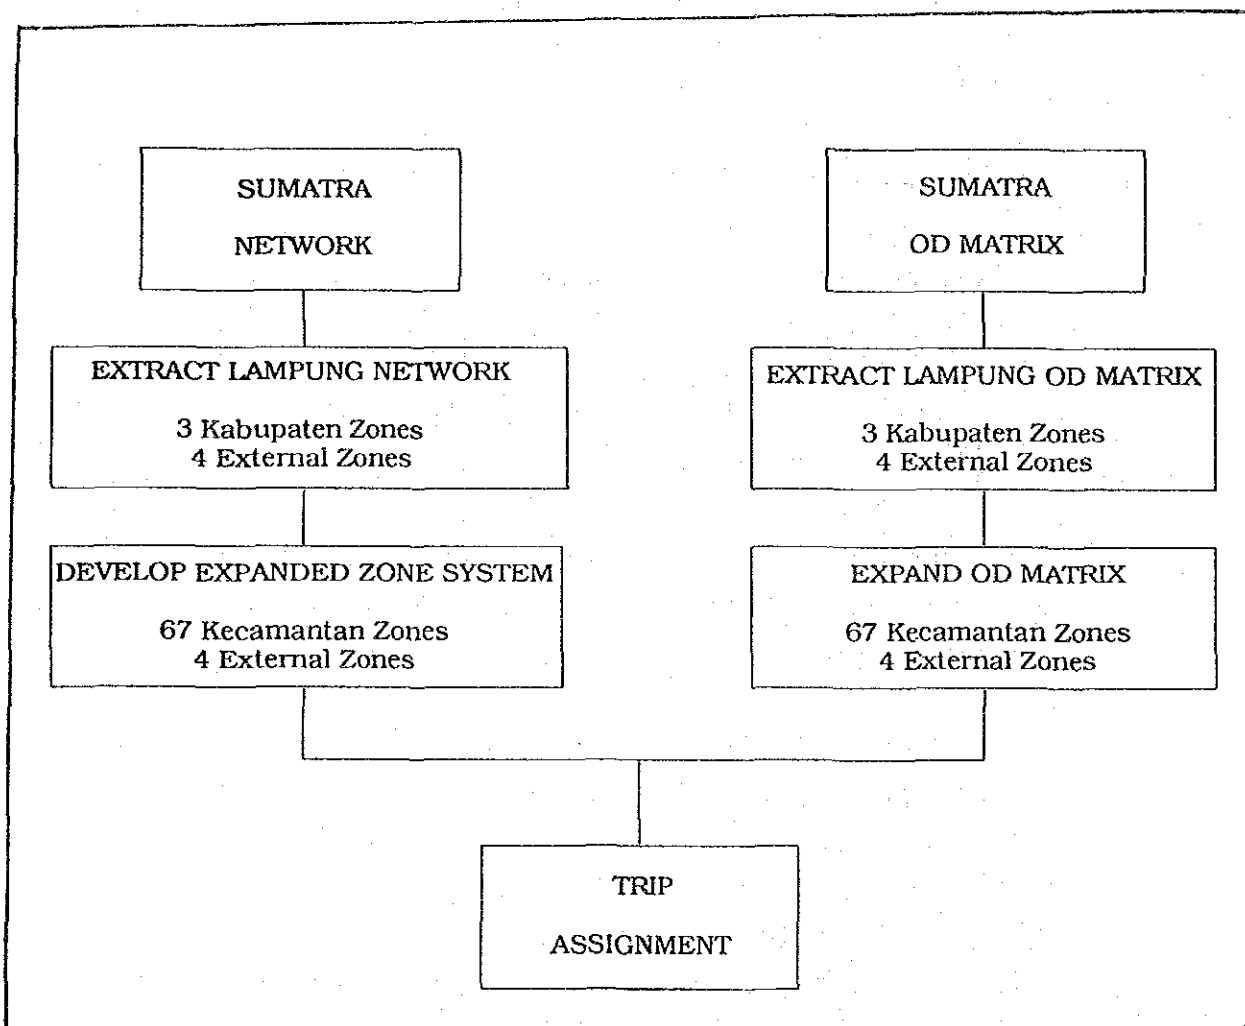 SUMATRA
NETWORK
SUMATRA
OD MATRIX
EXTRACT LAMPUNG NETWORK
3 Kabupaten Zones
4 External Zones
EXTRACT LAMPUNG OD MATRIX
3 Kabupaten Zones
4 External Zones
DEVELOP EXPANDED ZONE SYSTEM
67 Kecamantan Zones
4 External Zones
EXPAND OD MATRIX
67 Kecamantan Zones
4 External Zones
TRIP
ASSIGNMENT